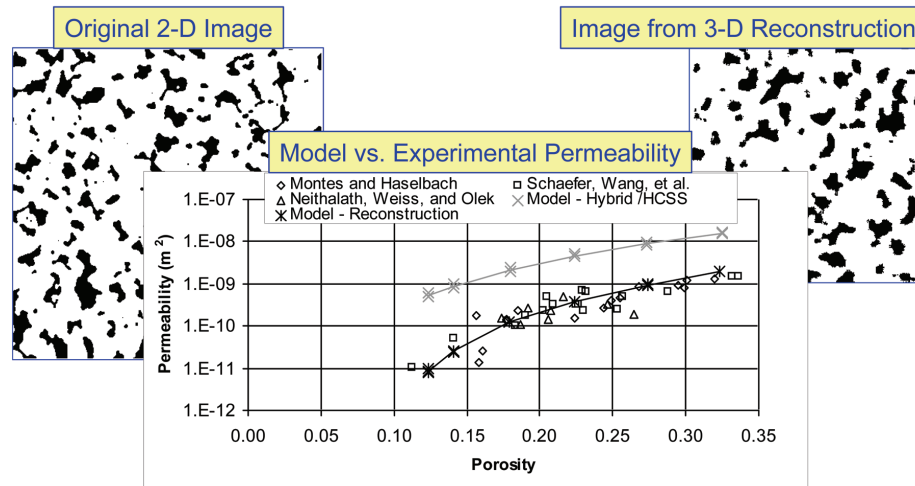 Original 2-D Image
Image from 3-D Reconstruction
Model vs. Experimental Permeability
Montes and Haselbach
Schaefer, Wang, et al.
Neithalath, Weiss, and Olek
Model - Hybrid /HCSS
Model - Reconstruction
Permeability (m ²)
1.E-07
1.E-08
1.E-09
1.E-10
1.E-11
1.E-12
0.00 0.05 0.10 0.15 0.20 0.25 0.30 0.35
Porosity